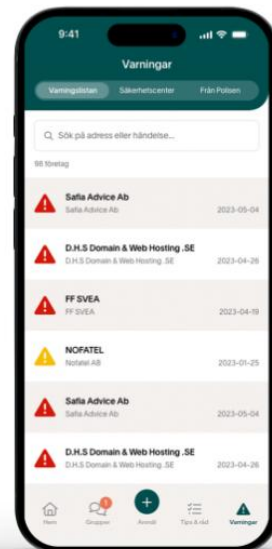 9:41
Varningar
Varningslistan Säkerhetscenter Från Polisen
Sök på adress eller händelse...
98 företag
Safia Advice Ab
Safia Advice Ab 2023-05-04
D.H.S Domain & Web Hosting .SE
D.H.S Domain & Web Hosting. .SE 2023-04-26
FF SVEA
FF SVEA 2023-04-19
NOFATEL
Nofatel AB 2023-01-25
Safia Advice Ab
Safia Advice Ab 2023-05-04
D.H.S Domain & Web Hosting .SE
D.H.S Domain & Web Hosting. .SE 2023-04-26
1
Hem Grupper Anmäl Tips & råd Varningar